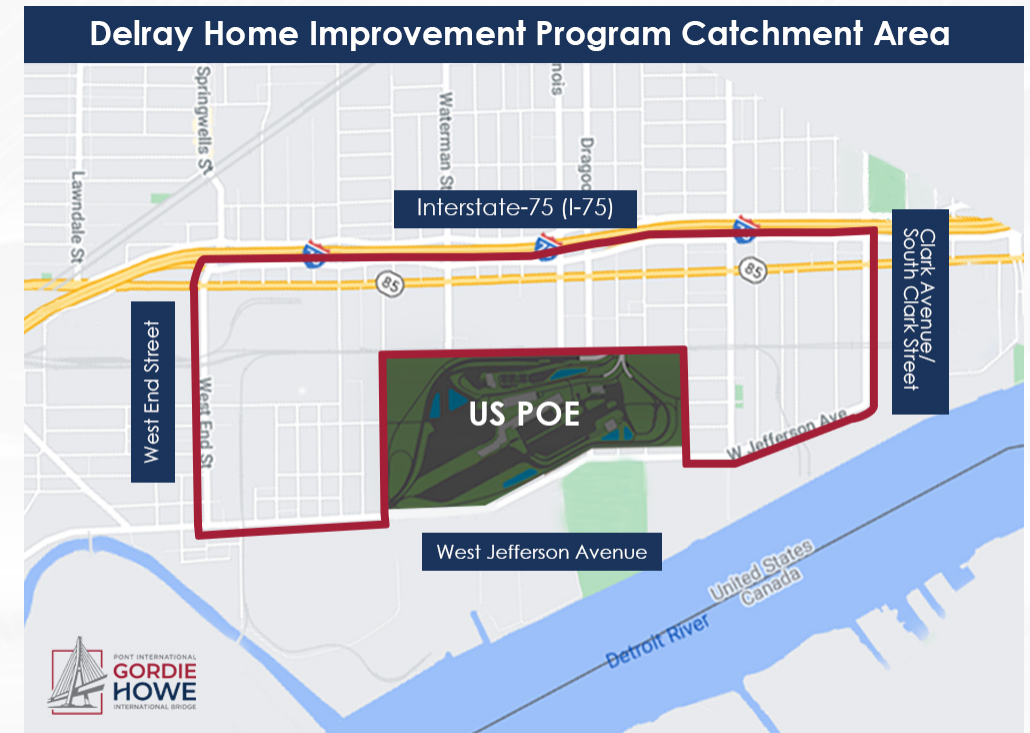 Delray Home Improvement Program Catchment Area
Springwells St
Waterman St
nois
Drago
Lawndale St
Interstate-75 (I-75)
75
75
85
85
Clark Avenue/
South Clark Street
West End Street
West End St
US POE
W Jefferson Ave
West Jefferson Avenue
United States
Canada
Detroit River
PONT INTERNATIONAL
GORDIE
HOWE
INTERNATIONAL BRIDGE